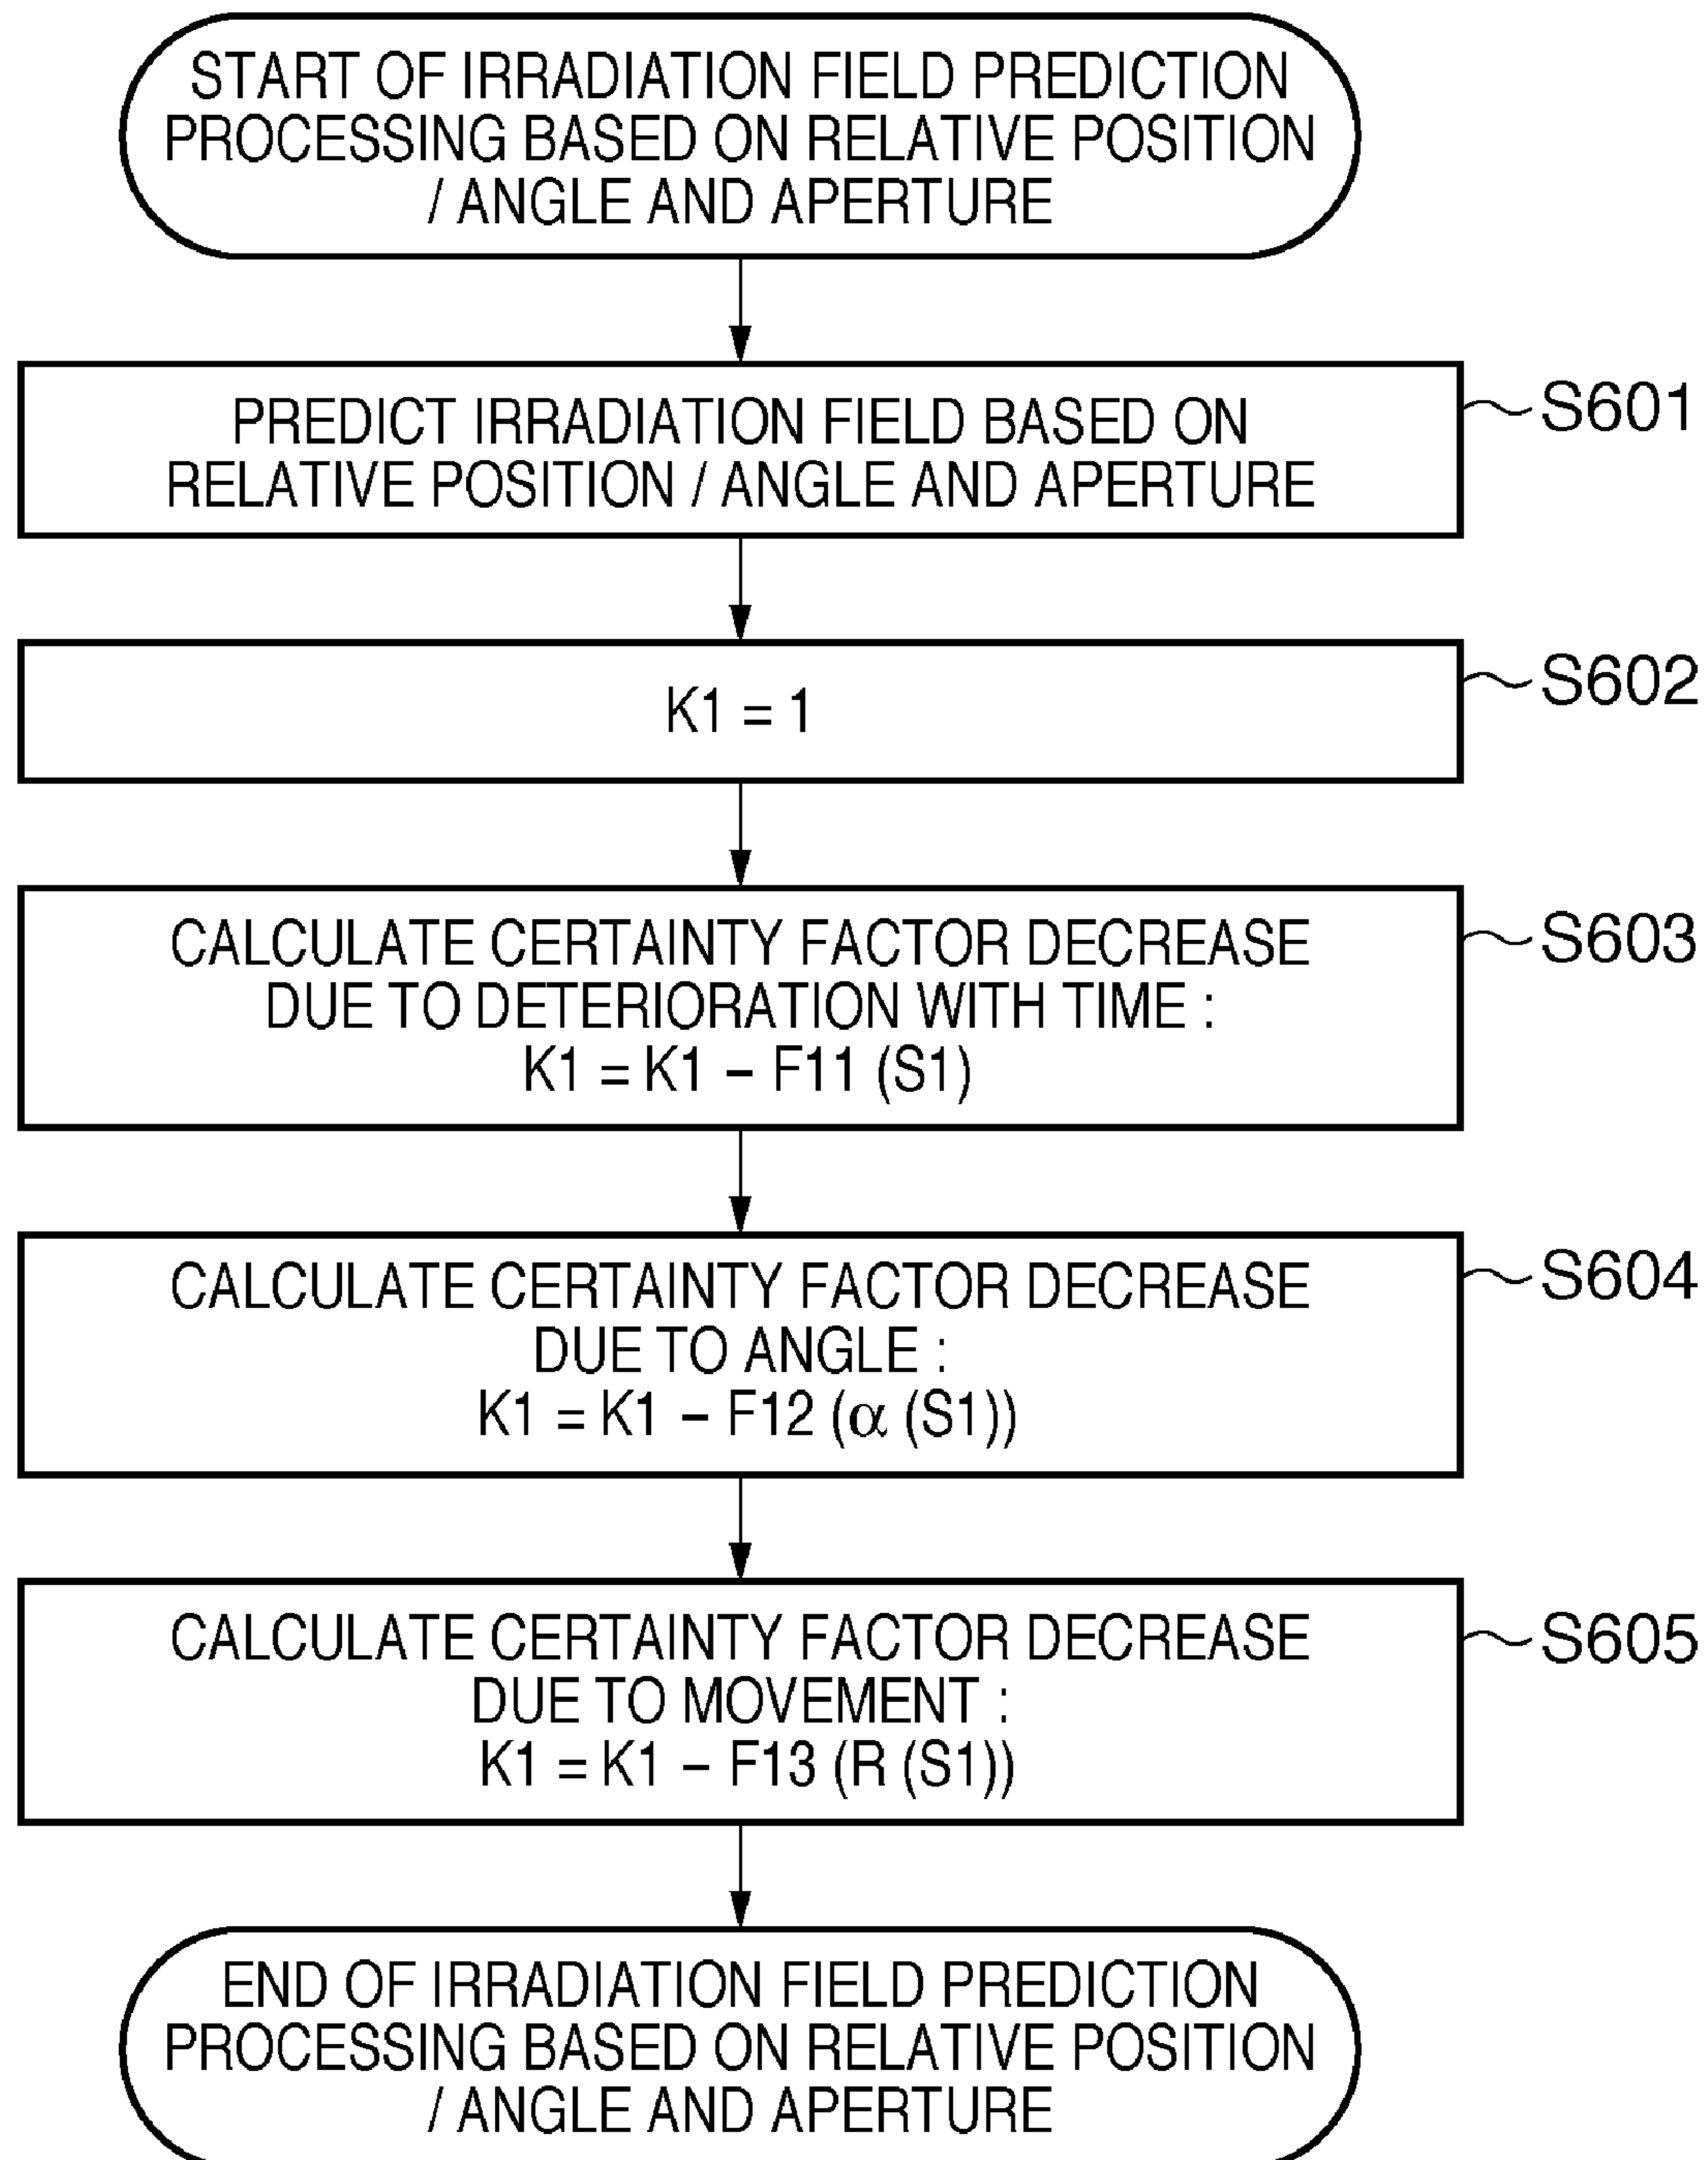 START OF IRRADIATION FIELD PREDICTION
PROCESSING BASED ON RELATIVE POSITION
/ ANGLE AND APERTURE
PREDICT IRRADIATION FIELD BASED ON
RELATIVE POSITION / ANGLE AND APERTURE
S601
K1 = 1
S602
CALCULATE CERTAINTY FACTOR DECREASE
DUE TO DETERIORATION WITH TIME :
K1 = K1 − F11 (S1)
S603
CALCULATE CERTAINTY FACTOR DECREASE
DUE TO ANGLE :
K1 = K1 − F12 (α (S1))
S604
CALCULATE CERTAINTY FACTOR DECREASE
DUE TO MOVEMENT :
K1 = K1 − F13 (R (S1))
S605
END OF IRRADIATION FIELD PREDICTION
PROCESSING BASED ON RELATIVE POSITION
/ ANGLE AND APERTURE